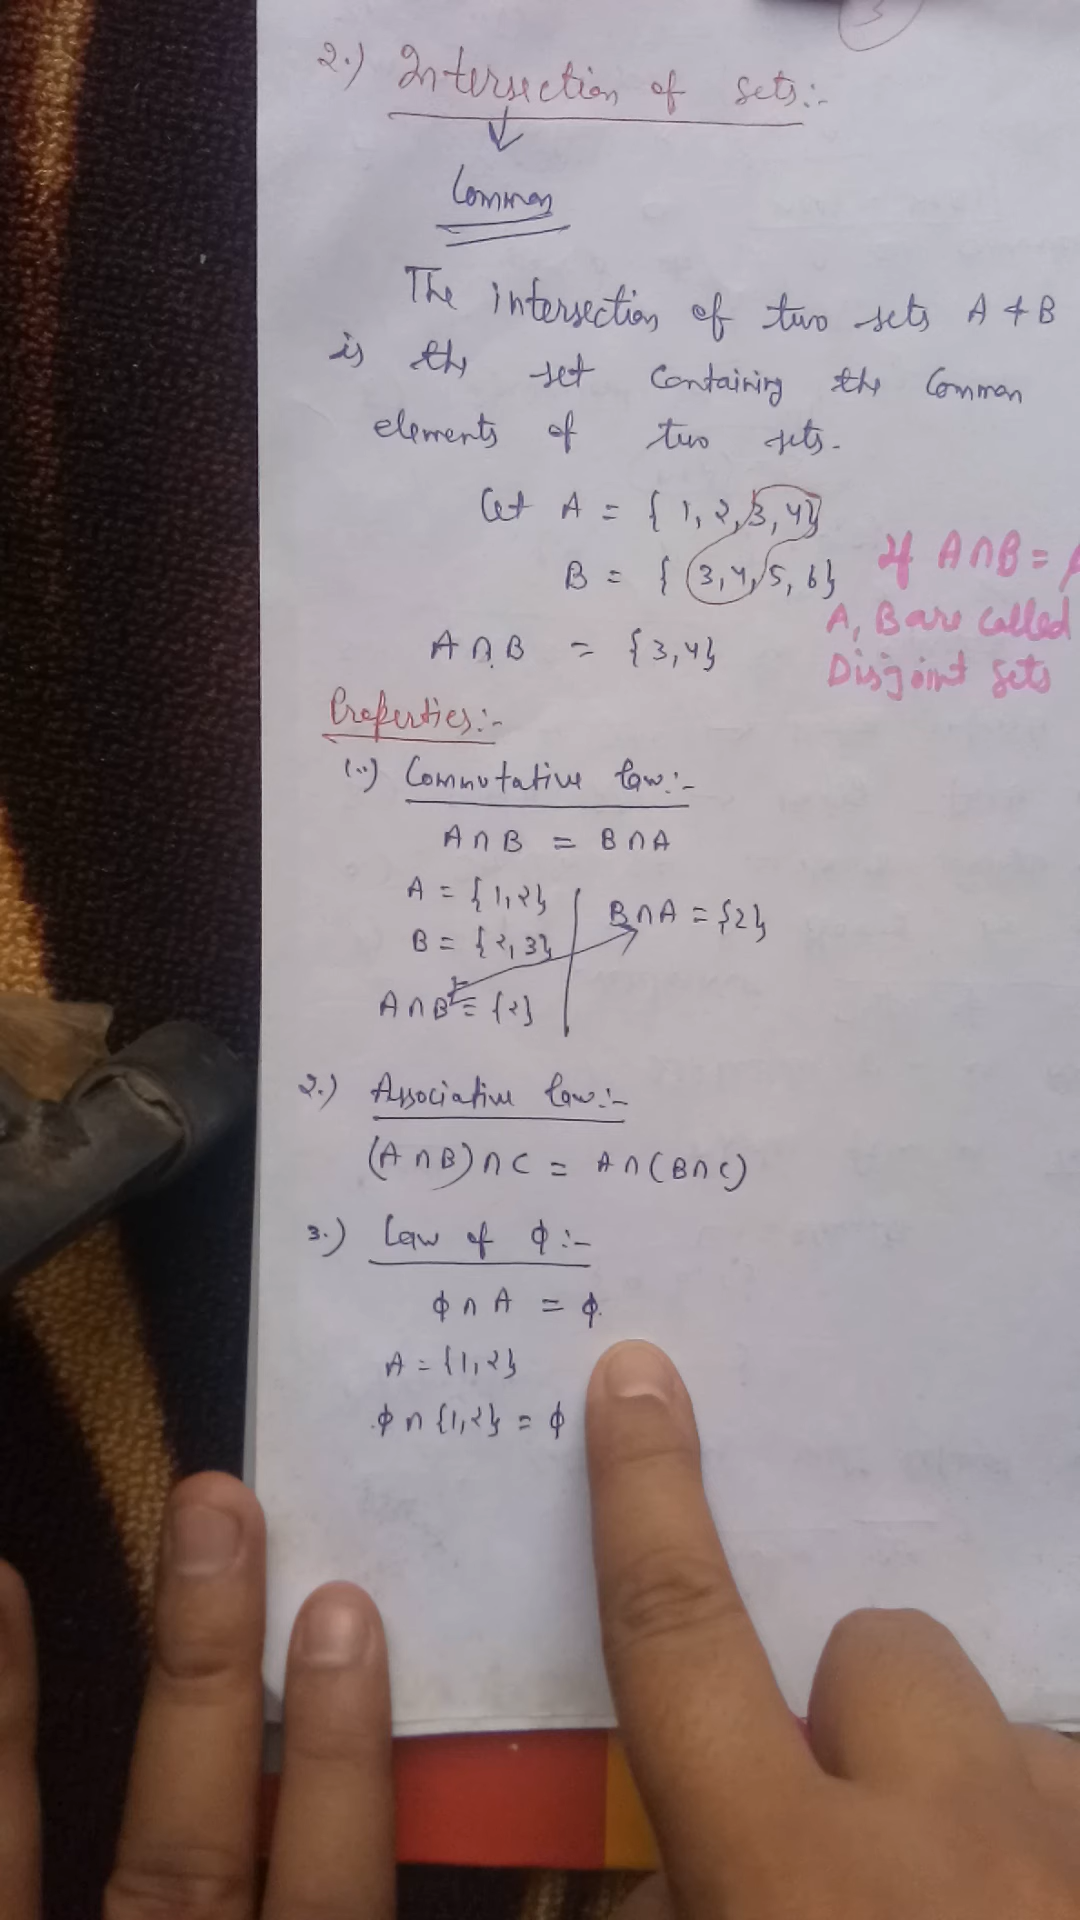 3
2.) Intersection of sets:-
Common
The intersection of two sets A & B
is the set containing the common
elements of two sets.
Let A = { 1, 2, 3, 4}
B = { 3, 4, 5, 6}
A ∩ B = {3,4}
If A∩B =
A, B are called
Disjoint sets
Properties:-
(1.) Commutative law:-
A ∩ B = B ∩ A
A = {1,2}
B = {2,3}
A∩B = {2}
B∩A = {2}
2.) Associative law:-
(A∩B)∩C = A∩(B∩C)
3.) Law of ϕ :-
ϕ ∩ A = ϕ.
A = {1,2}
ϕ ∩ {1,2} = ϕ